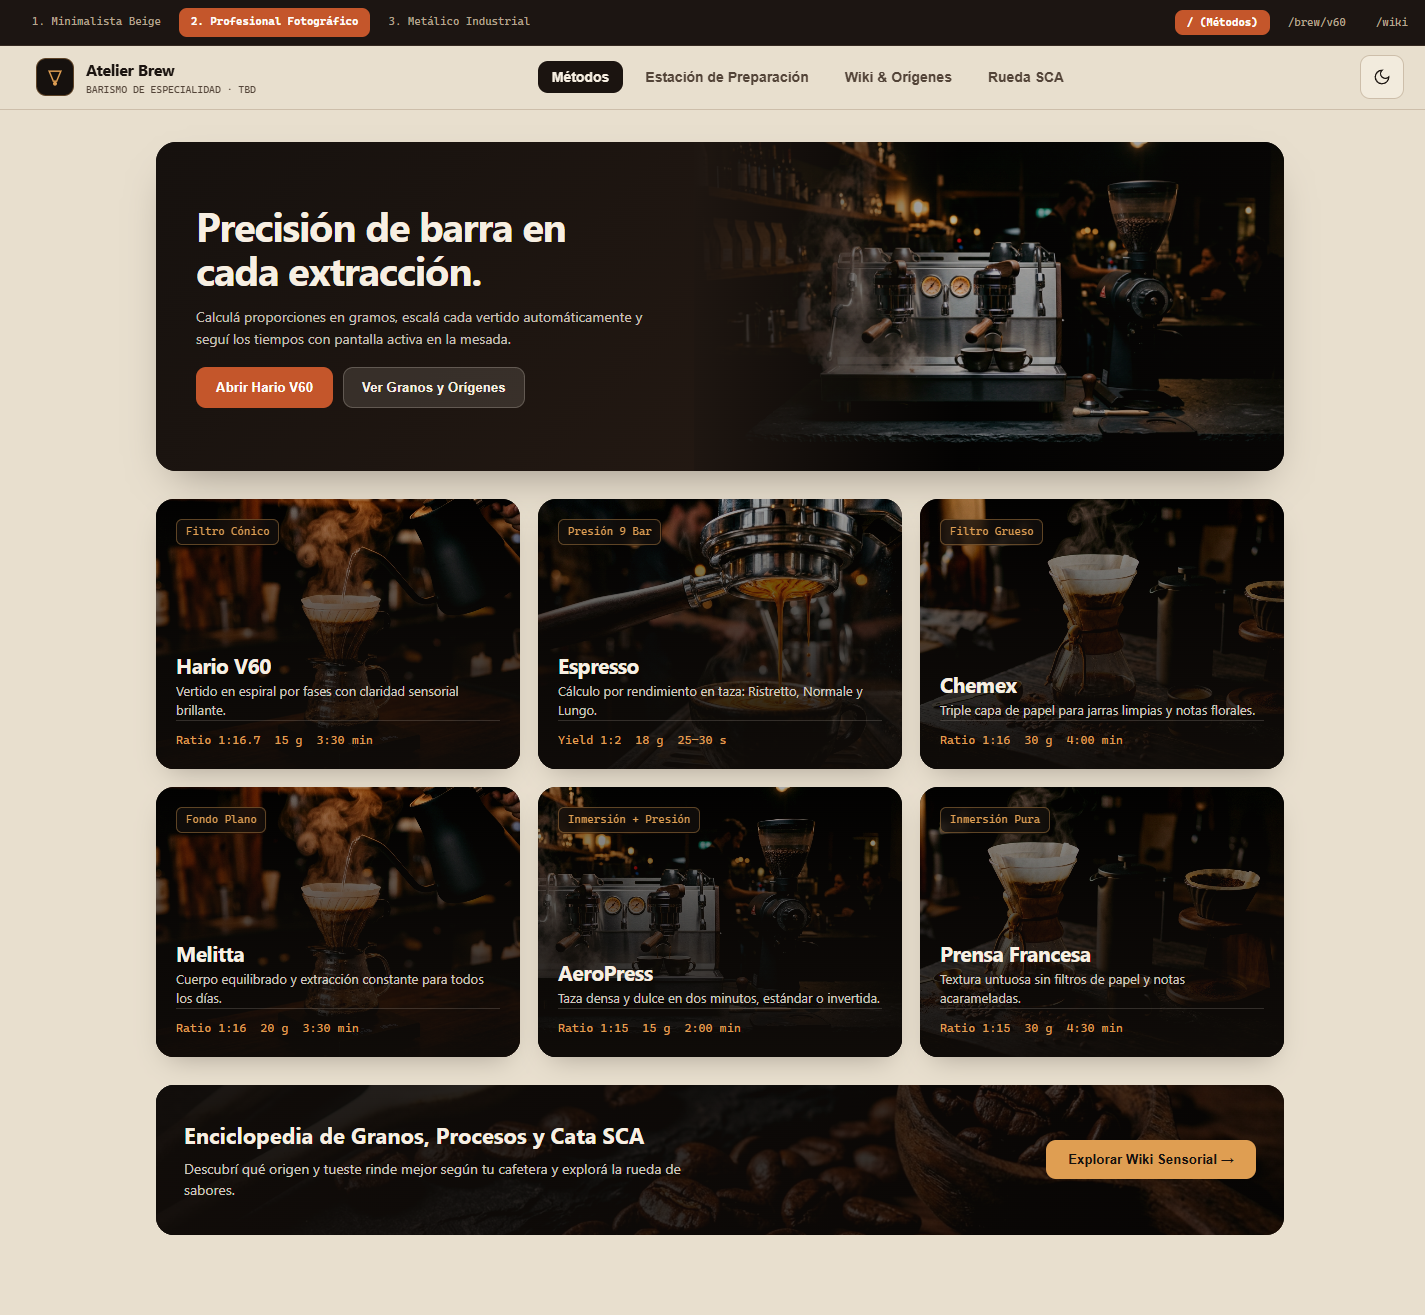 1. Minimalista Beige
2. Profesional Fotográfico
3. Metálico Industrial
/ (Métodos)
/brew/v60
/wiki
Atelier Brew
BARISMO DE ESPECIALIDAD · TBD
Métodos
Estación de Preparación
Wiki & Orígenes
Rueda SCA
Precisión de barra en
cada extracción.
Calculá proporciones en gramos, escalá cada vertido automáticamente y
seguí los tiempos con pantalla activa en la mesada.
Abrir Hario V60
Ver Granos y Orígenes
Filtro Cónico
Hario V60
Vertido en espiral por fases con claridad sensorial
brillante.
Ratio 1:16.7 15 g 3:30 min
Presión 9 Bar
Espresso
Cálculo por rendimiento en taza: Ristretto, Normale y
Lungo.
Yield 1:2 18 g 25–30 s
Filtro Grueso
Chemex
Triple capa de papel para jarras limpias y notas florales.
Ratio 1:16 30 g 4:00 min
Fondo Plano
Melitta
Cuerpo equilibrado y extracción constante para todos
los días.
Ratio 1:16 20 g 3:30 min
Inmersión + Presión
AeroPress
Taza densa y dulce en dos minutos, estándar o invertida.
Ratio 1:15 15 g 2:00 min
Inmersión Pura
Prensa Francesa
Textura untuosa sin filtros de papel y notas
acarameladas.
Ratio 1:15 30 g 4:30 min
Enciclopedia de Granos, Procesos y Cata SCA
Descubrí qué origen y tueste rinde mejor según tu cafetera y explorá la rueda de
sabores.
Explorar Wiki Sensorial →